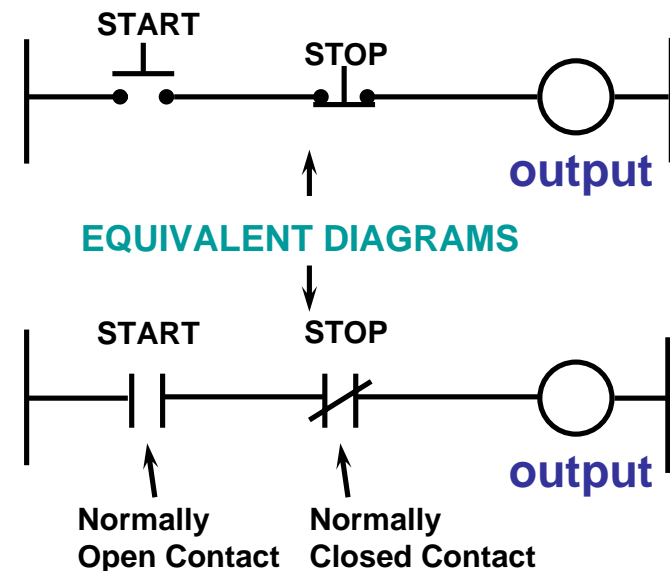 START
STOP
output
EQUIVALENT DIAGRAMS
START STOP
output
Normally Normally
Open Contact Closed Contact